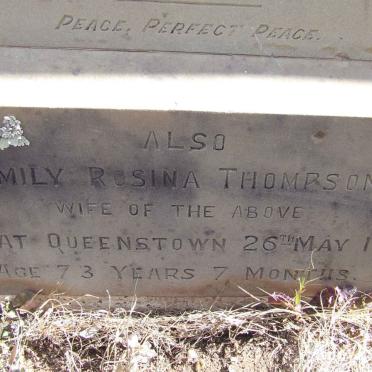 PEACE, PERFECT PEACE.
ALSO
MILY ROSINA THOMPSON
WIFE OF THE ABOVE
AT QUEENSTOWN 26TH MAY 1
AGE 73 YEARS 7 MONTHS.